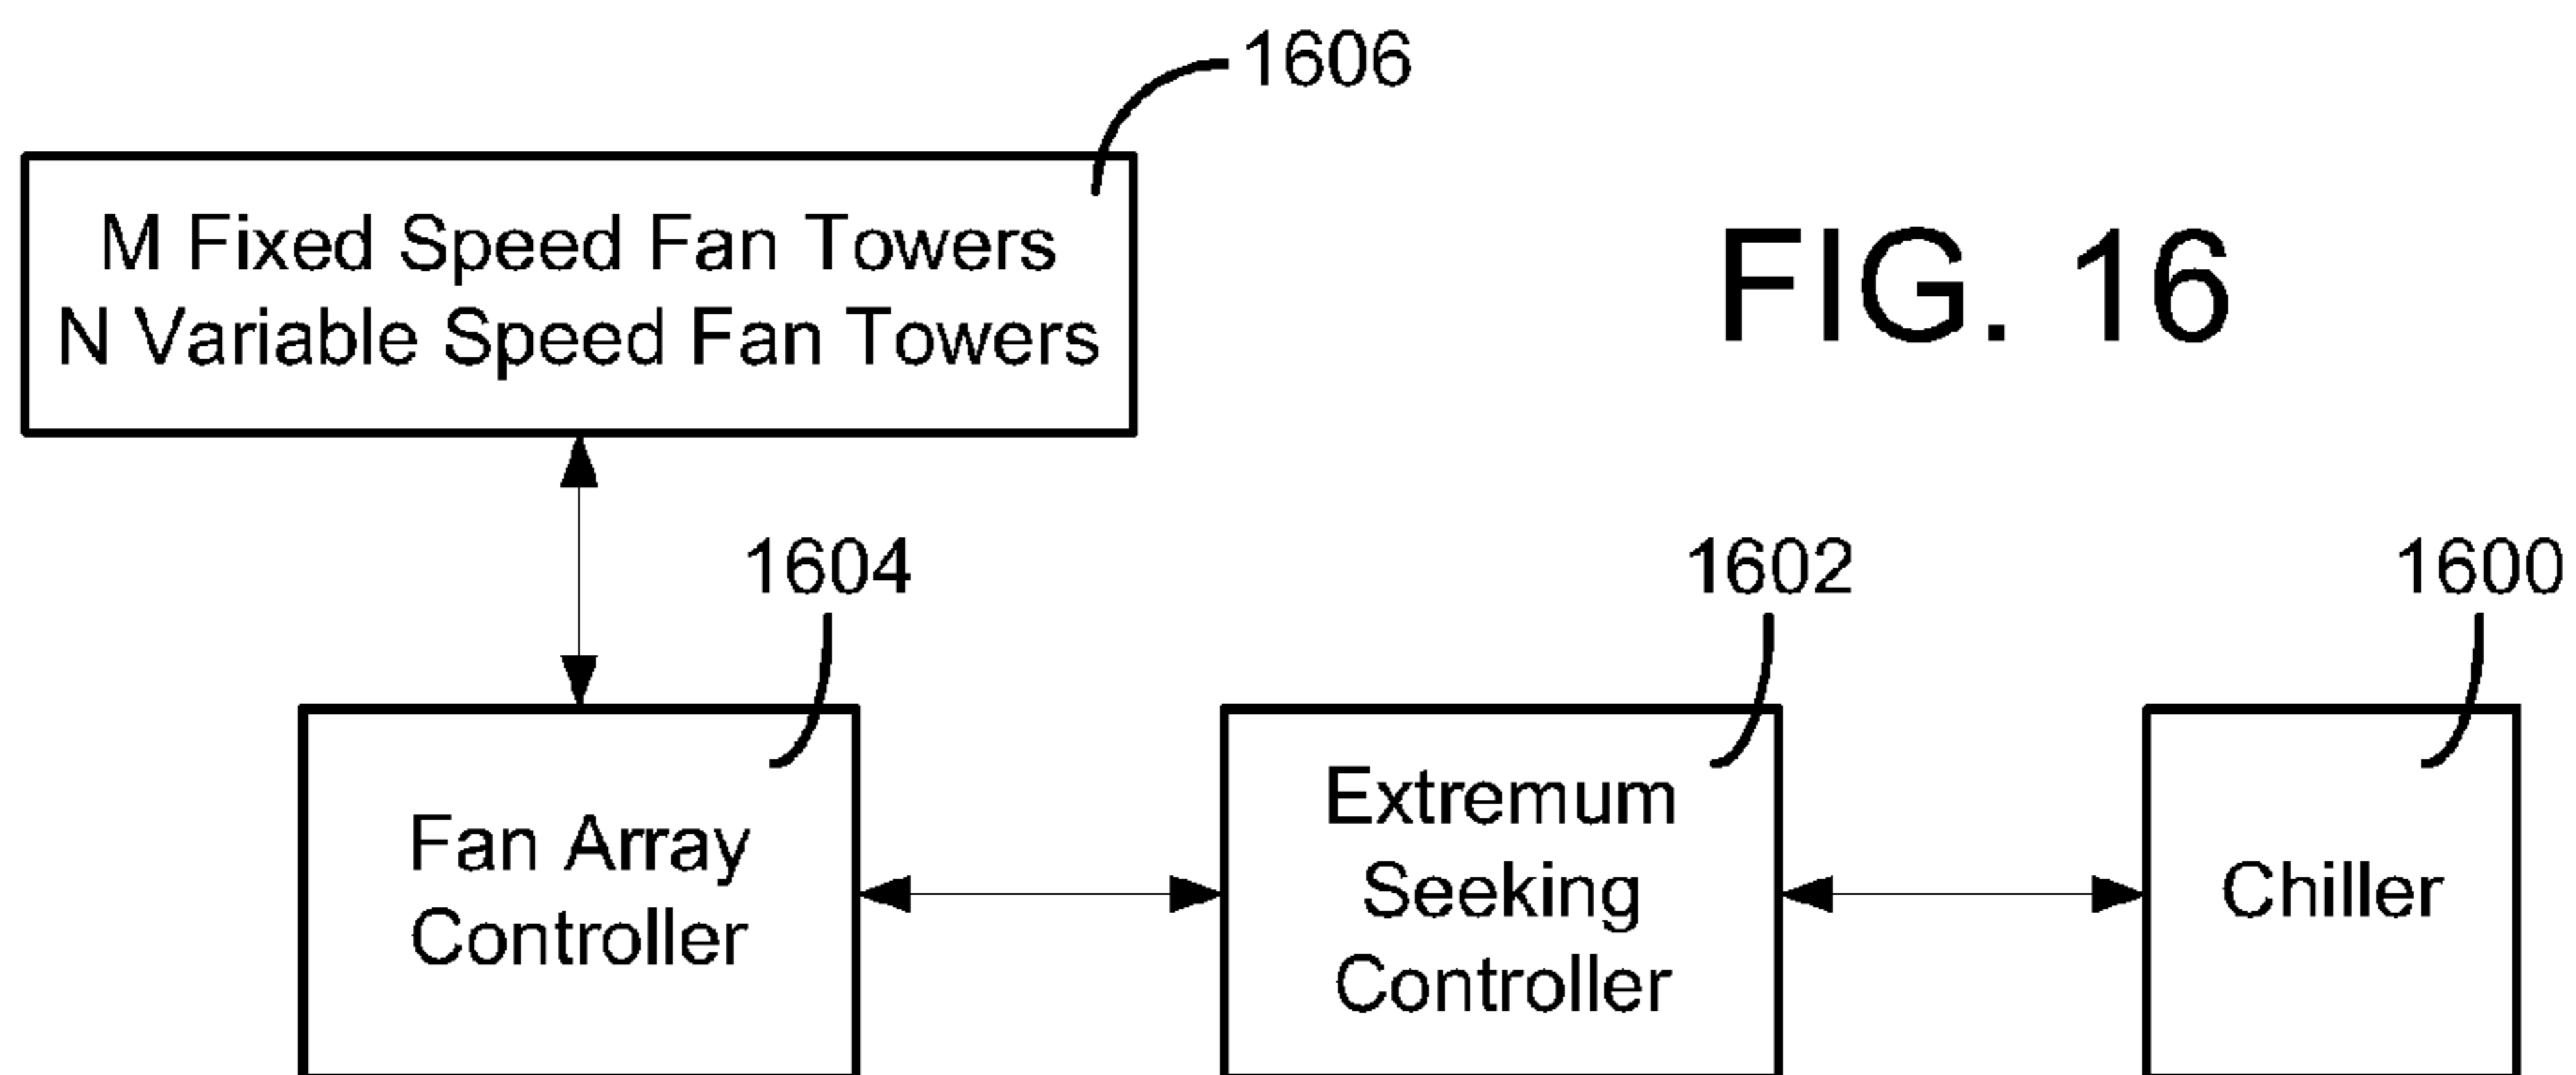 1606
M Fixed Speed Fan Towers
N Variable Speed Fan Towers
FIG. 16
1604
1602
1600
Fan Array
Controller
Extremum
Seeking
Controller
Chiller